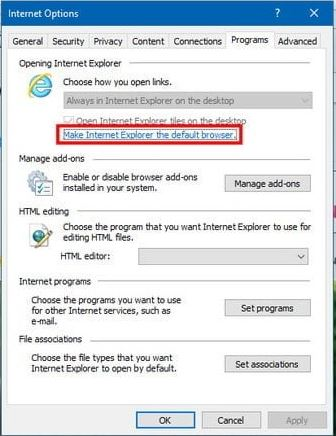 Internet Options
General Security Privacy Content Connections Programs Advanced
Opening Internet Explorer
Choose how you open links.
Always in Internet Explorer on the desktop
Open Internet Explorer tiles on the desktop
Make Internet Explorer the default browser.
Manage add-ons
Enable or disable browser add-ons
installed in your system.
Manage add-ons
HTML editing
Choose the program that you want Internet Explorer to use for
editing HTML files.
HTML editor:
Internet programs
Choose the programs you want to use
for other Internet services, such as
e-mail.
Set programs
File associations
Choose the file types that you want
Internet Explorer to open by default.
Set associations
OK Cancel Apply